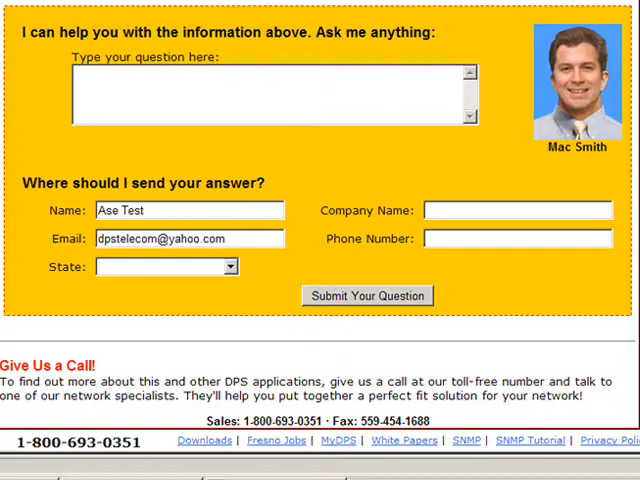 I can help you with the information above. Ask me anything:
Type your question here:
Mac Smith
Where should I send your answer?
Name: Ase Test
Company Name:
Email: dpstelecom@yahoo.com
Phone Number:
State:
Submit Your Question
Give Us a Call!
To find out more about this and other DPS applications, give us a call at our toll-free number and talk to
one of our network specialists. They'll help you put together a perfect fit solution for your network!
Sales: 1-800-693-0351 · Fax: 559-454-1688
1-800-693-0351 Downloads | Fresno Jobs | MyDPS | White Papers | SNMP | SNMP Tutorial | Privacy Poli